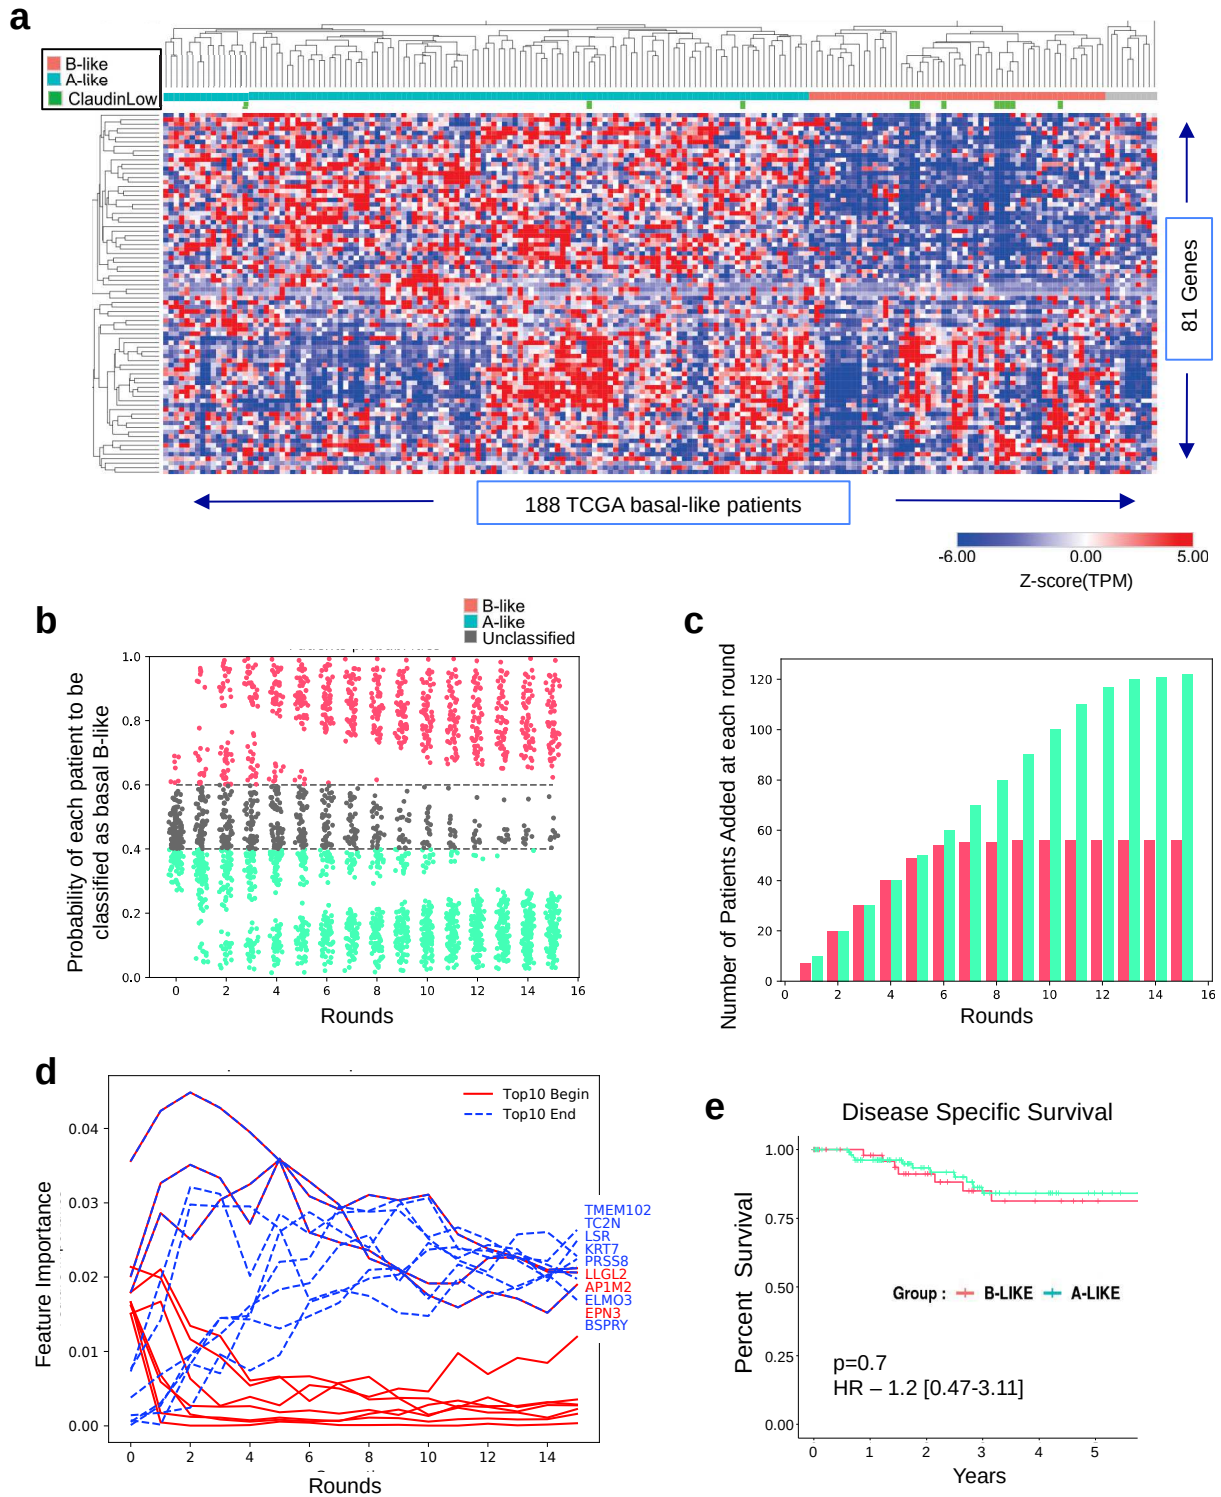 a
B-like
A-like
ClaudinLow
81 Genes
188 TCGA basal-like patients
-6.00 0.00 5.00
Z-score(TPM)
b
B-like
A-like
Unclassified
Probability of each patient to be
classified as basal B-like
1.0
0.8
0.6
0.4
0.2
0.0
0 2 4 6 8 10 12 14 16
Rounds
c
Number of Patients Added at each round
120
100
80
60
40
20
0
0 2 4 6 8 10 12 14 16
Rounds
d
Feature Importance
Top10 Begin
Top10 End
0.04
0.03
0.02
0.01
0.00
TMEM102
TC2N
LSR
KRT7
PRSS8
LLGL2
AP1M2
ELMO3
EPN3
BSPRY
0 2 4 6 8 10 12 14
Rounds
e
Disease Specific Survival
Percent Survival
1.00
0.75
0.50
0.25
0.00
Group : B-LIKE A-LIKE
p=0.7
HR – 1.2 [0.47-3.11]
0 1 2 3 4 5
Years